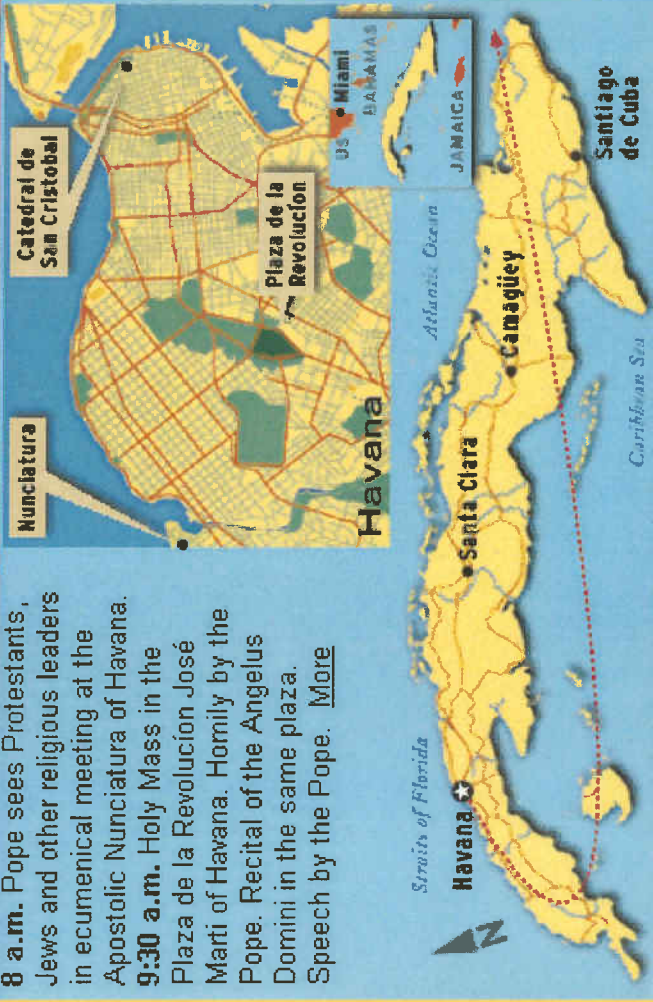 8 a.m. Pope sees Protestants,
Jews and other religious leaders
in ecumenical meeting at the
Apostolic Nunciatura of Havana.
9:30 a.m. Holy Mass in the
Plaza de la Revolucíon José
Marti of Havana. Homily by the
Pope. Recital of the Angelus
Domini in the same plaza.
Speech by the Pope. More
Nunciatura
Catedral de
San Cristobal
Plaza de la
Revolucíon
Havana
US
Miami
BAHAMAS
JAMAICA
Straits of Florida
Atlantic Ocean
Havana
Santa Clara
Camagüey
Santiago
de Cuba
Caribbean Sea
N